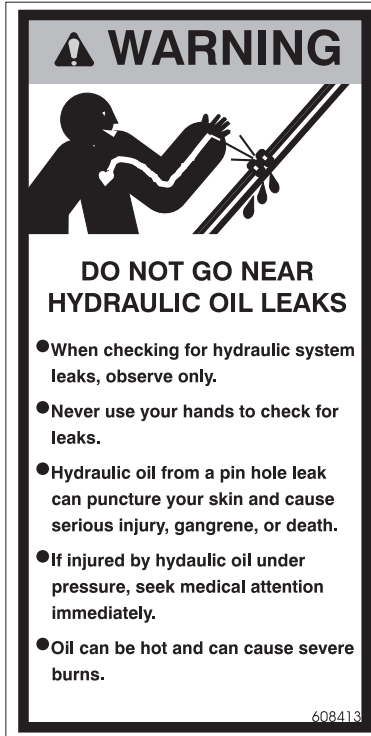 WARNING
DO NOT GO NEAR
HYDRAULIC OIL LEAKS
●When checking for hydraulic system
leaks, observe only.
●Never use your hands to check for
leaks.
●Hydraulic oil from a pin hole leak
can puncture your skin and cause
serious injury, gangrene, or death.
●If injured by hydaulic oil under
pressure, seek medical attention
immediately.
●Oil can be hot and can cause severe
burns.
608413